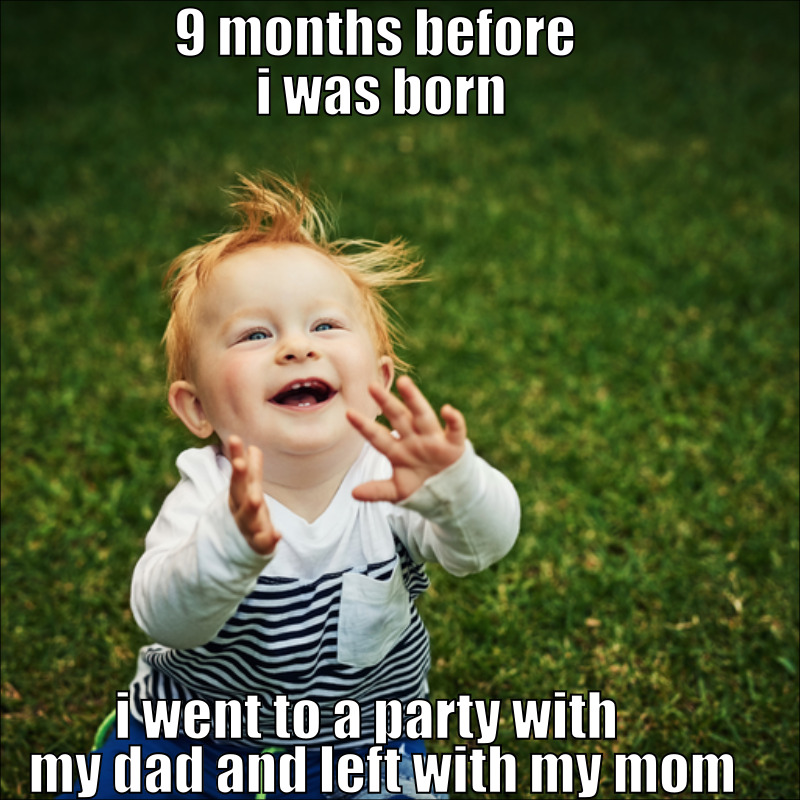 9 months before
i was born
i went to a party with
my dad and left with my mom